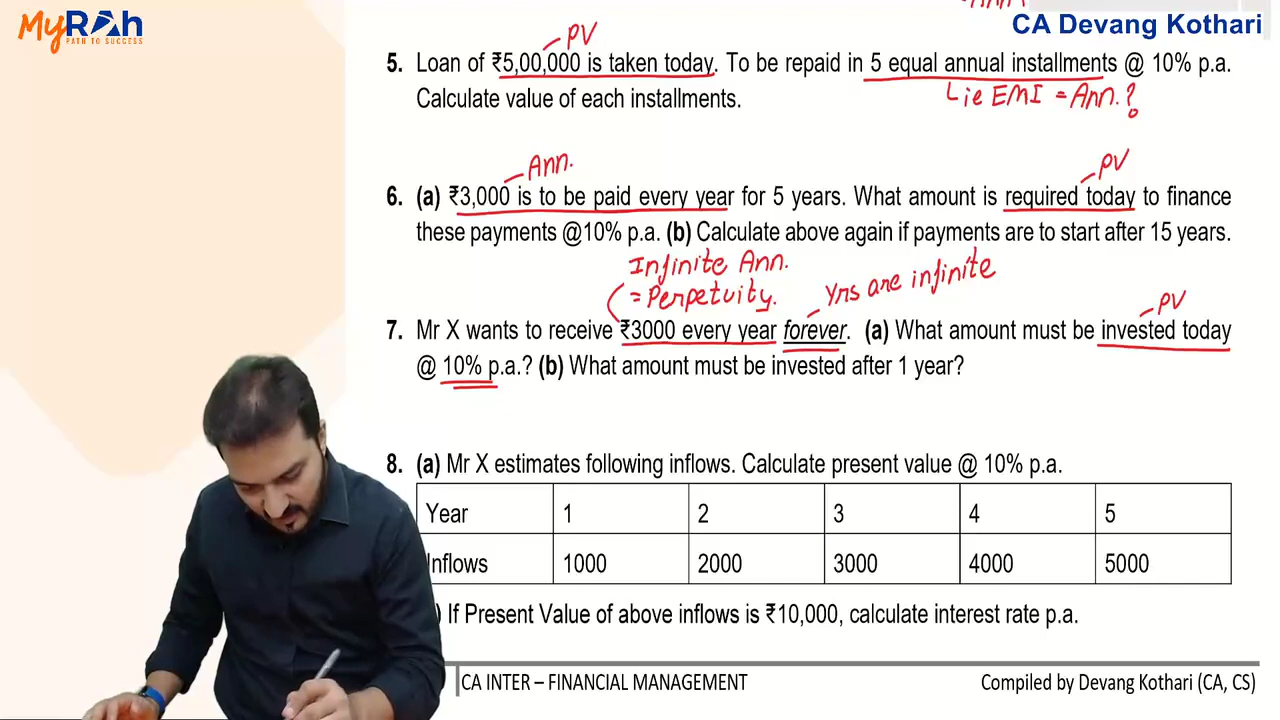 MyRAh
PATH TO SUCCESS
CA Devang Kothari
PV
5. Loan of ₹5,00,000 is taken today. To be repaid in 5 equal annual installments @ 10% p.a.
Calculate value of each installments.
ie EMI = Ann.?
Ann.
PV
6. (a) ₹3,000 is to be paid every year for 5 years. What amount is required today to finance
these payments @10% p.a. (b) Calculate above again if payments are to start after 15 years.
Infinite Ann.
= Perpetuity.
Yrs are infinite
PV
7. Mr X wants to receive ₹3000 every year forever. (a) What amount must be invested today
@ 10% p.a.? (b) What amount must be invested after 1 year?
8. (a) Mr X estimates following inflows. Calculate present value @ 10% p.a.
Year 1 2 3 4 5
Inflows 1000 2000 3000 4000 5000
) If Present Value of above inflows is ₹10,000, calculate interest rate p.a.
CA INTER – FINANCIAL MANAGEMENT
Compiled by Devang Kothari (CA, CS)